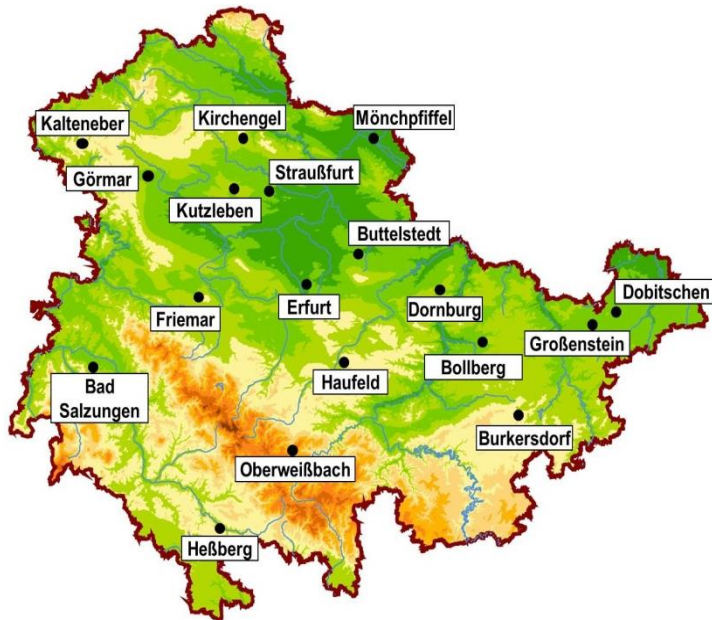 Kalteneber
Kirchengel
Mönchpfiffel
Görmar
Straußfurt
Kutzleben
Buttelstedt
Friemar
Erfurt
Dornburg
Dobitschen
Großenstein
Bollberg
Haufeld
Bad
Salzungen
Burkersdorf
Oberweißbach
Heßberg